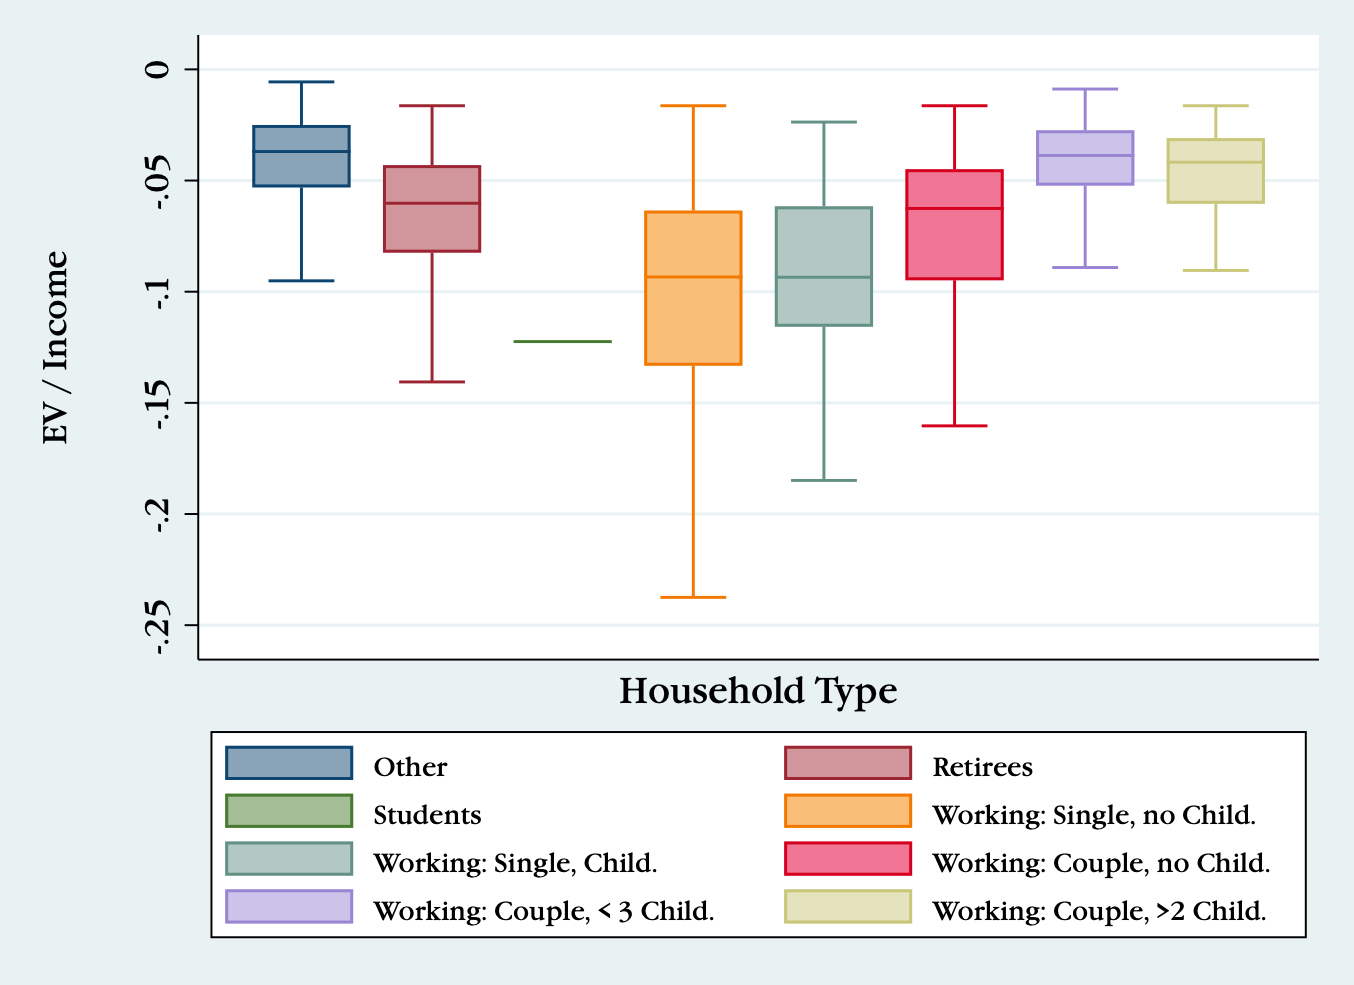 EV / Income
0
-.05
-.1
-.15
-.2
-.25
Household Type
Other
Retirees
Students
Working: Single, no Child.
Working: Single, Child.
Working: Couple, no Child.
Working: Couple, < 3 Child.
Working: Couple, >2 Child.